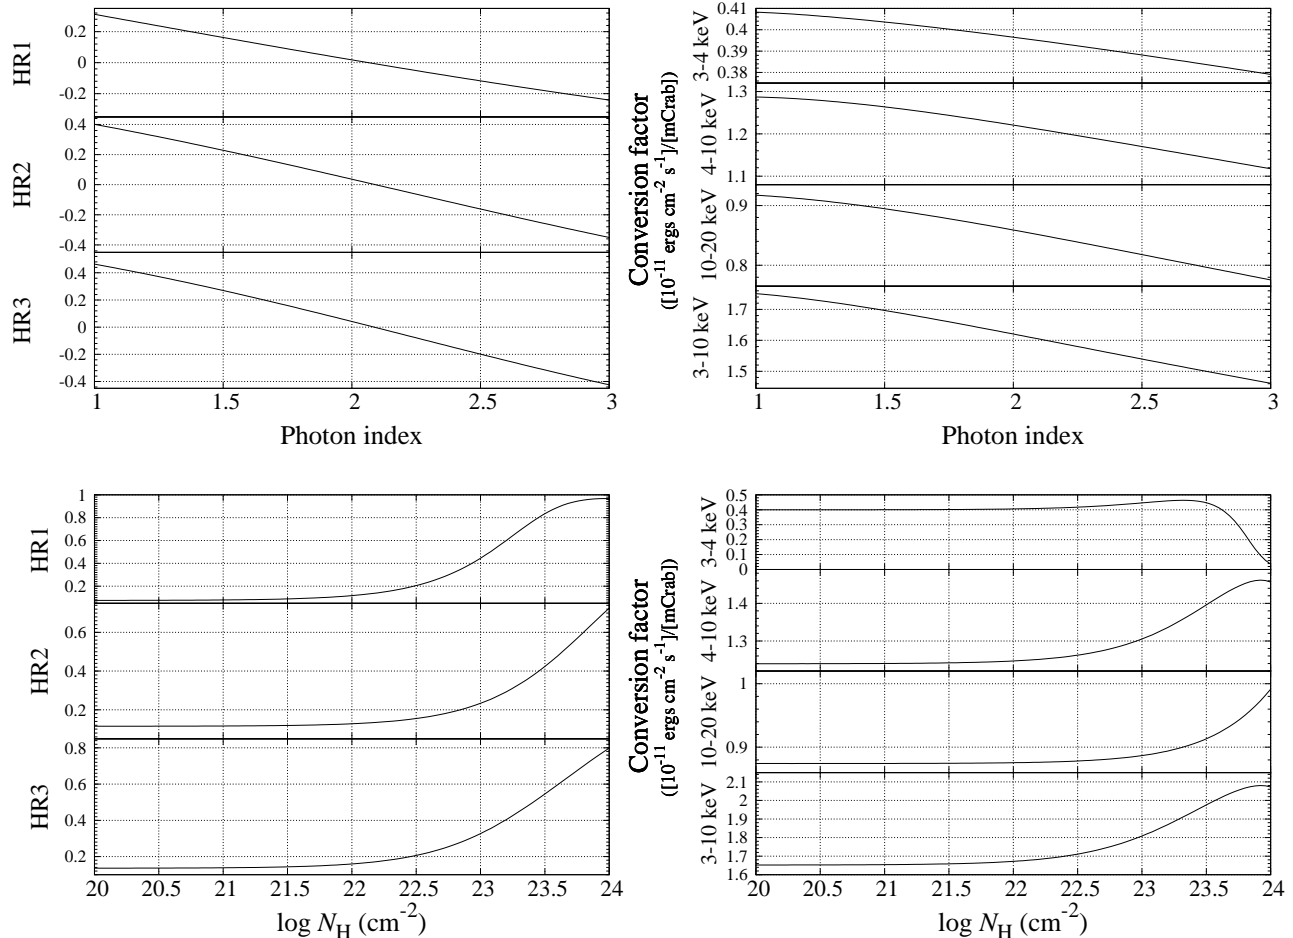 HR1
0.2
0
-0.2
HR2
0.4
0.2
0
-0.2
-0.4
HR3
0.4
0.2
0
-0.2
-0.4
1 1.5 2 2.5 3
Photon index
Conversion factor
([10⁻¹¹ ergs cm⁻² s⁻¹]/[mCrab])
3-4 keV
0.41
0.4
0.39
0.38
4-10 keV
1.3
1.2
1.1
10-20 keV
0.9
0.8
3-10 keV
1.7
1.6
1.5
1 1.5 2 2.5 3
Photon index
HR1
1
0.8
0.6
0.4
0.2
HR2
0.6
0.4
0.2
HR3
0.8
0.6
0.4
0.2
20 20.5 21 21.5 22 22.5 23 23.5 24
log N_H (cm⁻²)
Conversion factor
([10⁻¹¹ ergs cm⁻² s⁻¹]/[mCrab])
3-4 keV
0.5
0.4
0.3
0.2
0.1
0
4-10 keV
1.4
1.3
10-20 keV
1
0.9
3-10 keV
2.1
2
1.9
1.8
1.7
1.6
20 20.5 21 21.5 22 22.5 23 23.5 24
log N_H (cm⁻²)